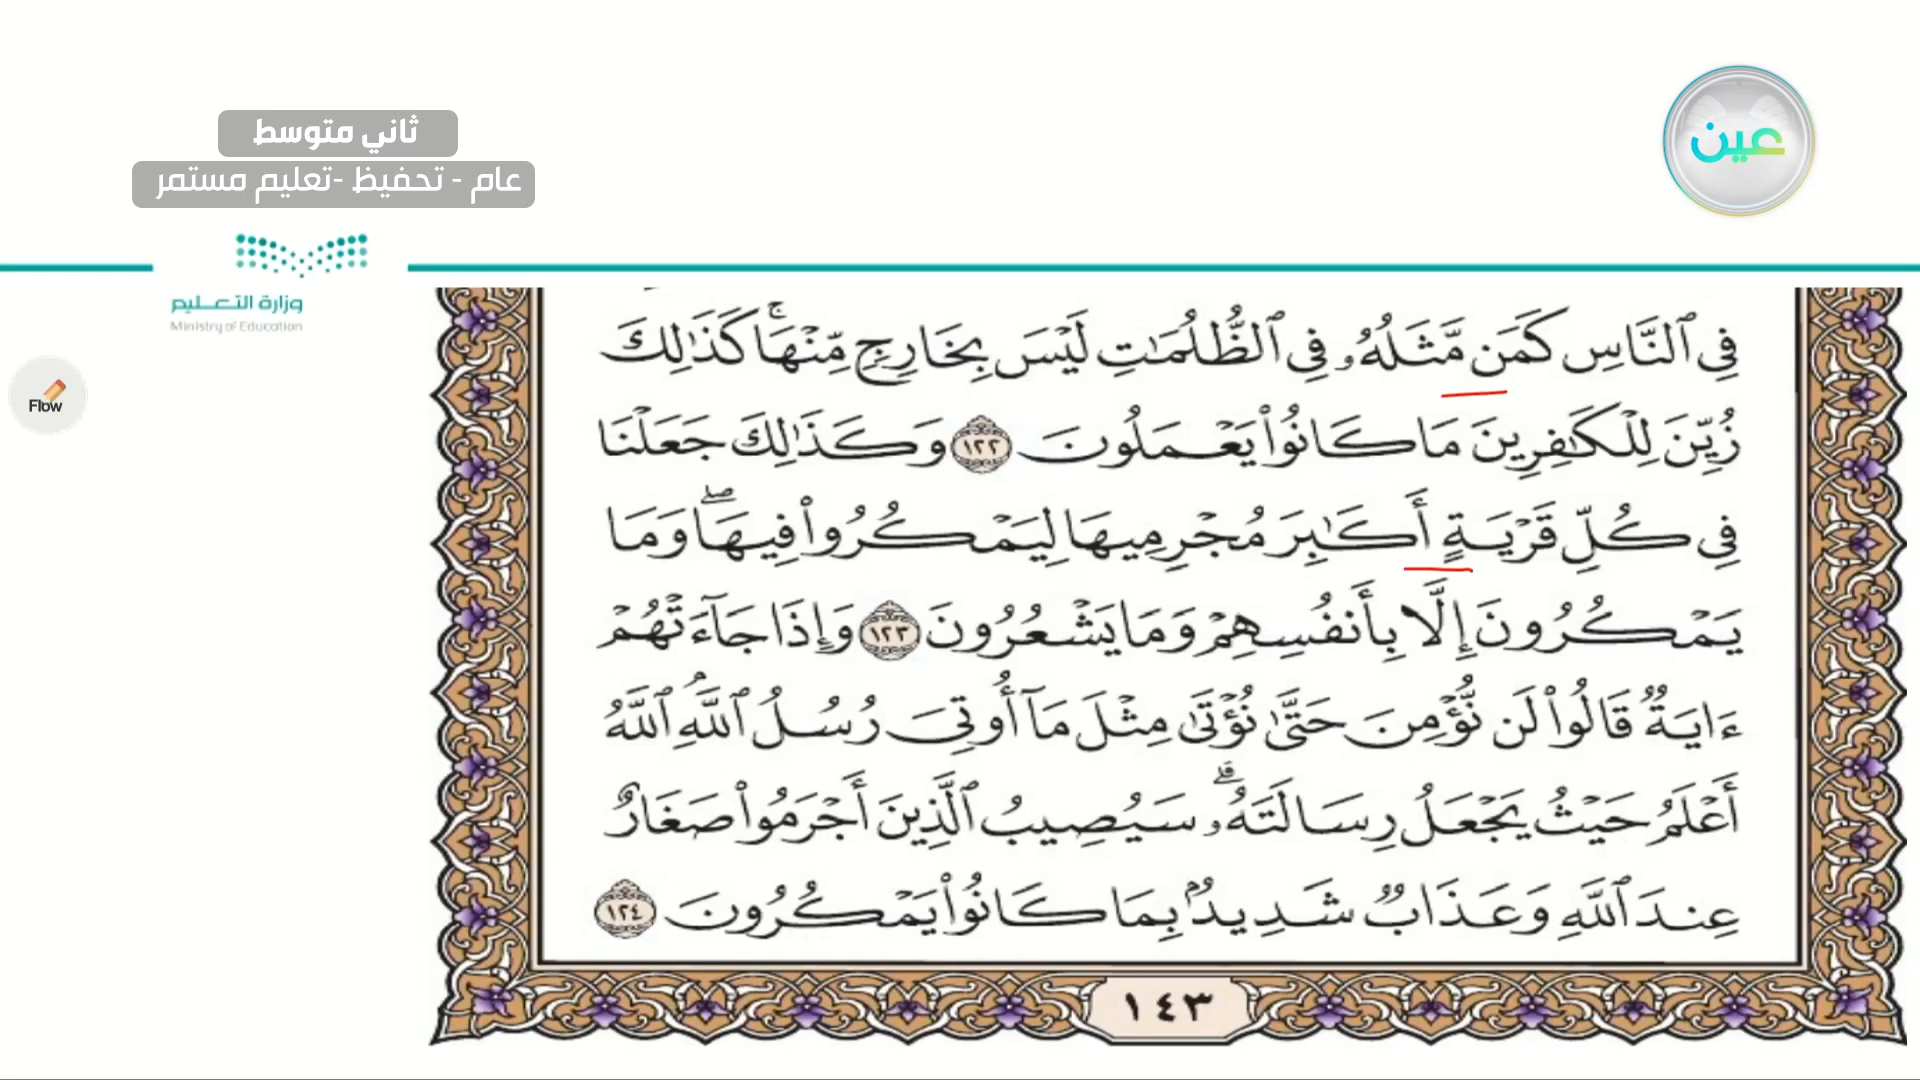 ثاني متوسط
عام - تحفيظ -تعليم مستمر
عين
وزارة التعـــليم
Ministry of Education
Flow
فِي ٱلنَّاسِ كَمَن مَّثَلُهُۥ فِي ٱلظُّلُمَٰتِ لَيۡسَ بِخَارِجٖ مِّنۡهَاۚ كَذَٰلِكَ
زُيِّنَ لِلۡكَٰفِرِينَ مَا كَانُواْ يَعۡمَلُونَ ١٢٢ وَكَذَٰلِكَ جَعَلۡنَا
فِي كُلِّ قَرۡيَةٍ أَكَٰبِرَ مُجۡرِمِيهَا لِيَمۡكُرُواْ فِيهَاۖ وَمَا
يَمۡكُرُونَ إِلَّا بِأَنفُسِهِمۡ وَمَا يَشۡعُرُونَ ١٢٣ وَإِذَا جَآءَتۡهُمۡ
ءَايَةٞ قَالُواْ لَن نُّؤۡمِنَ حَتَّىٰ نُؤۡتَىٰ مِثۡلَ مَآ أُوتِيَ رُسُلُ ٱللَّهِۘ ٱللَّهُ
أَعۡلَمُ حَيۡثُ يَجۡعَلُ رِسَالَتَهُۥۗ سَيُصِيبُ ٱلَّذِينَ أَجۡرَمُواْ صَغَارٌ
عِندَ ٱللَّهِ وَعَذَابٞ شَدِيدُۢ بِمَا كَانُواْ يَمۡكُرُونَ ١٢٤
١٤٣